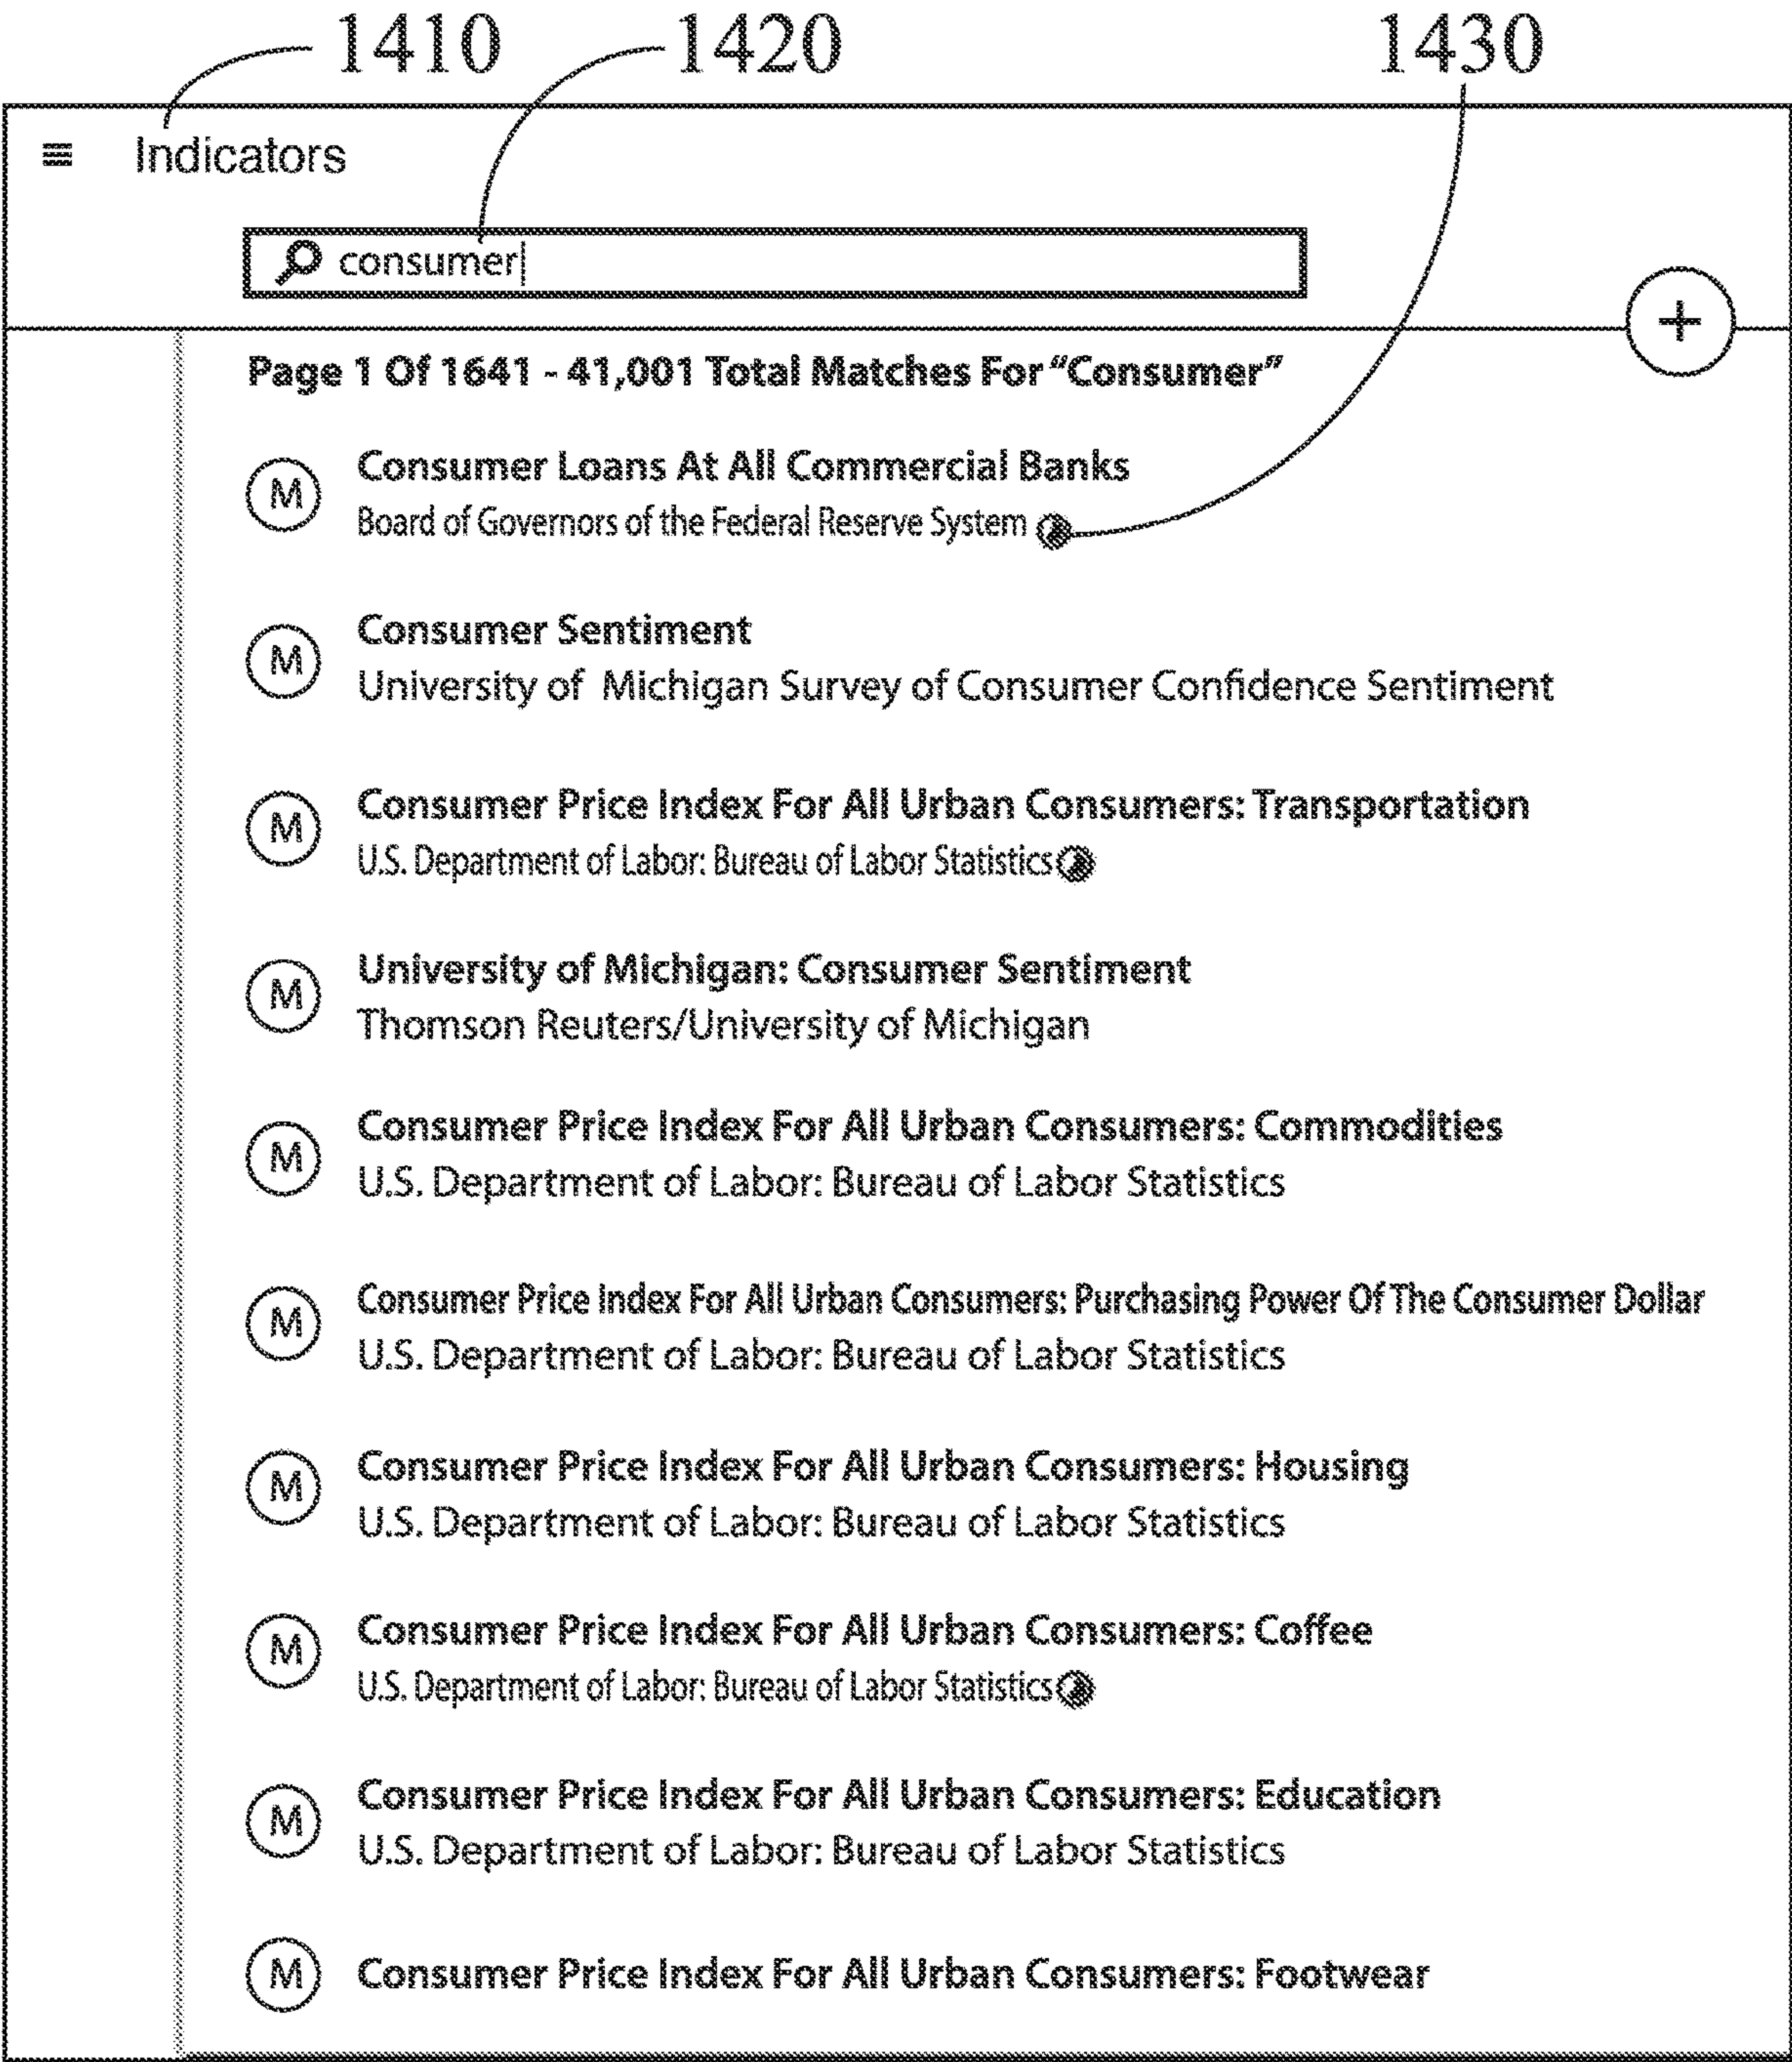 1410 1420 1430
Indicators
consumer
+
Page 1 Of 1641 - 41,001 Total Matches For “Consumer”
M Consumer Loans At All Commercial Banks
Board of Governors of the Federal Reserve System
M Consumer Sentiment
University of Michigan Survey of Consumer Confidence Sentiment
M Consumer Price Index For All Urban Consumers: Transportation
U.S. Department of Labor: Bureau of Labor Statistics
M University of Michigan: Consumer Sentiment
Thomson Reuters/University of Michigan
M Consumer Price Index For All Urban Consumers: Commodities
U.S. Department of Labor: Bureau of Labor Statistics
M Consumer Price Index For All Urban Consumers: Purchasing Power Of The Consumer Dollar
U.S. Department of Labor: Bureau of Labor Statistics
M Consumer Price Index For All Urban Consumers: Housing
U.S. Department of Labor: Bureau of Labor Statistics
M Consumer Price Index For All Urban Consumers: Coffee
U.S. Department of Labor: Bureau of Labor Statistics
M Consumer Price Index For All Urban Consumers: Education
U.S. Department of Labor: Bureau of Labor Statistics
M Consumer Price Index For All Urban Consumers: Footwear